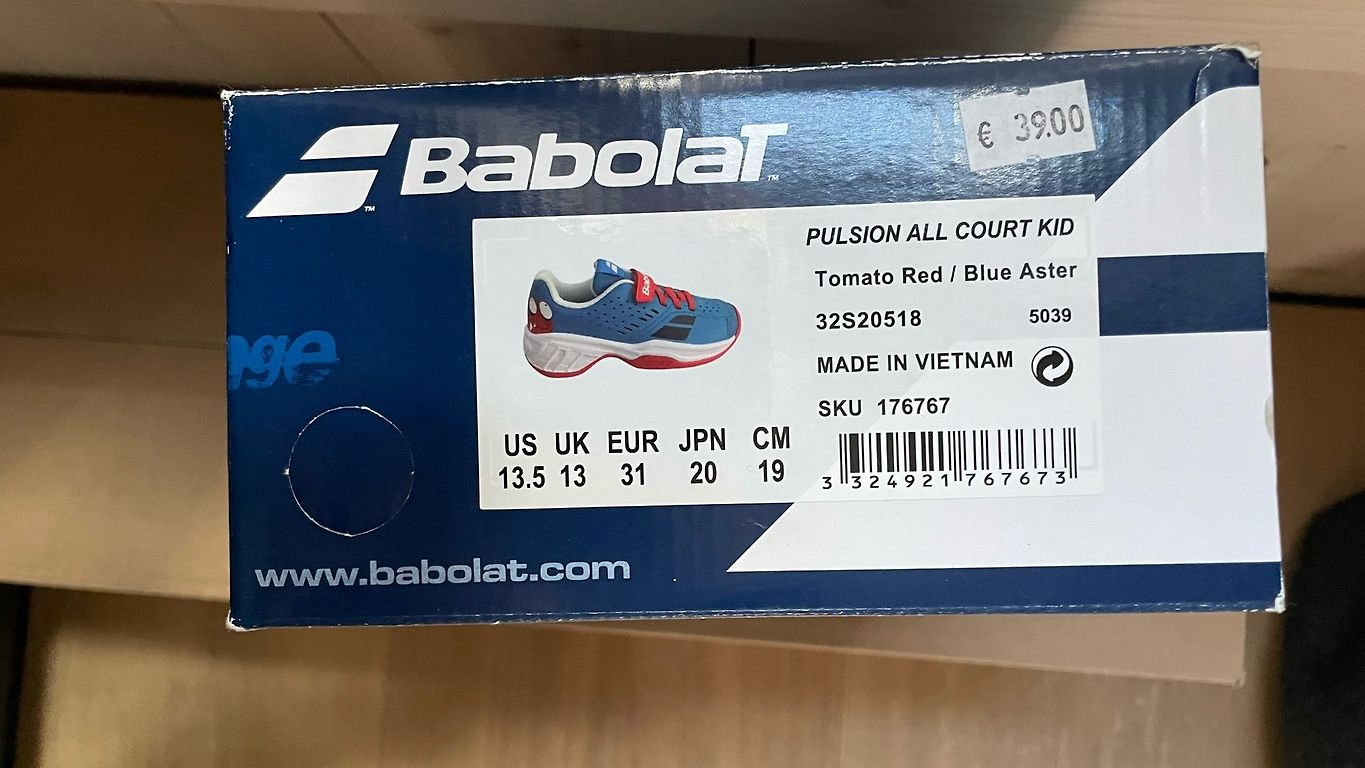 BabolaT™
€ 39.00
PULSION ALL COURT KID
Tomato Red / Blue Aster
32S20518 5039
MADE IN VIETNAM
SKU 176767
US UK EUR JPN CM
13.5 13 31 20 19
3 324921 767673
www.babolat.com